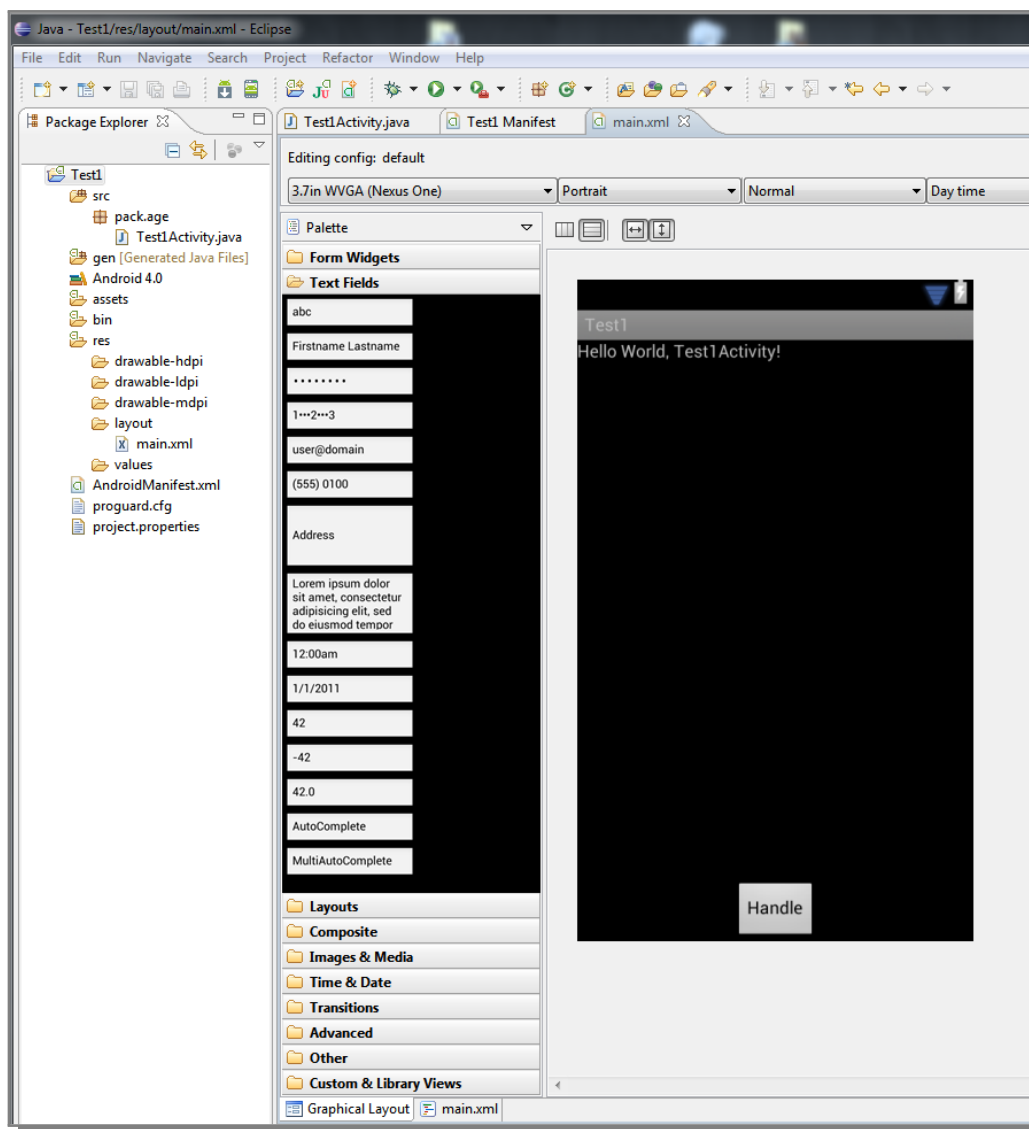 Java - Test1/res/layout/main.xml - Eclipse
File Edit Run Navigate Search Project Refactor Window Help
Package Explorer
Test1
src
pack.age
Test1Activity.java
gen [Generated Java Files]
Android 4.0
assets
bin
res
drawable-hdpi
drawable-ldpi
drawable-mdpi
layout
main.xml
values
AndroidManifest.xml
proguard.cfg
project.properties
Test1Activity.java Test1 Manifest main.xml
Editing config: default
3.7in WVGA (Nexus One) Portrait Normal Day time
Palette
Form Widgets
Text Fields
abc
Firstname Lastname
••••••••
1•••2•••3
user@domain
(555) 0100
Address
Lorem ipsum dolor
sit amet, consectetur
adipisicing elit, sed
do eiusmod tempor
12:00am
1/1/2011
42
-42
42.0
AutoComplete
MultiAutoComplete
Layouts
Composite
Images & Media
Time & Date
Transitions
Advanced
Other
Custom & Library Views
Graphical Layout main.xml
Test1
Hello World, Test1Activity!
Handle